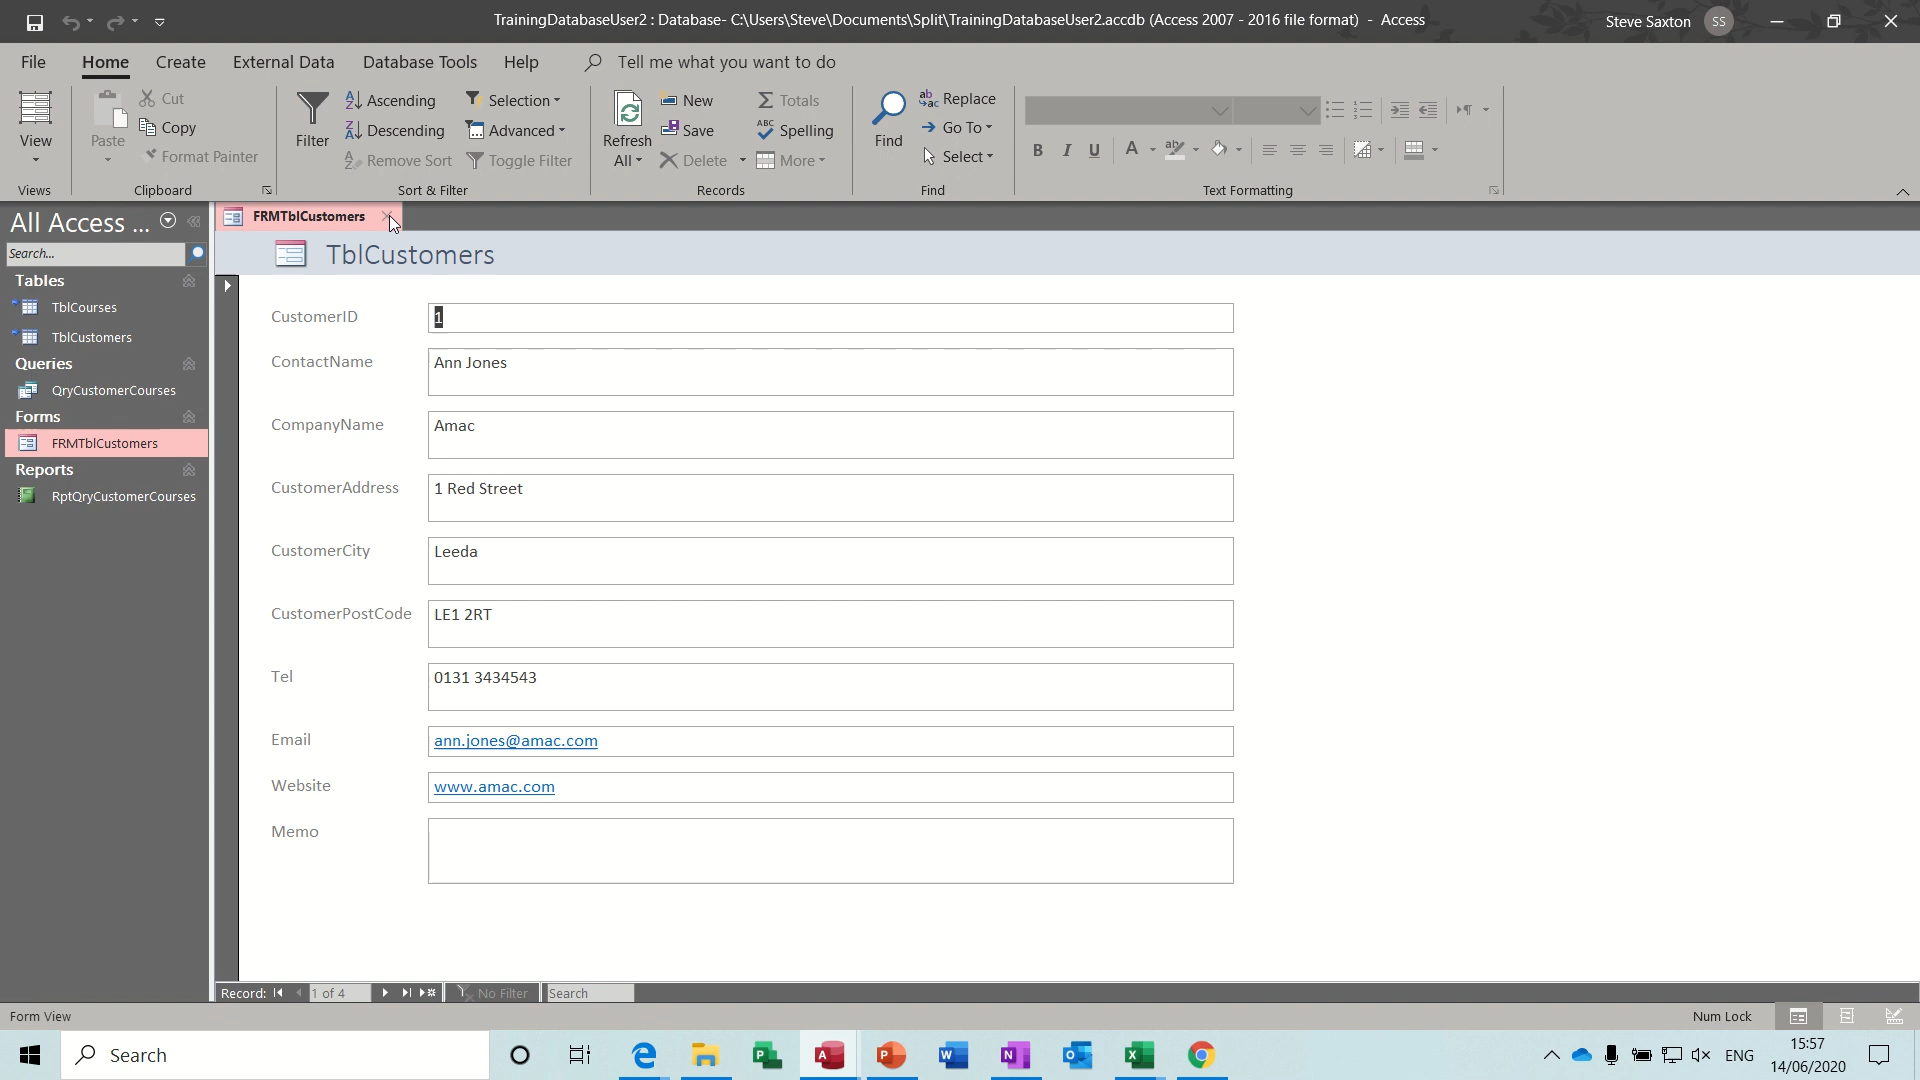 TrainingDatabaseUser2 : Database- C:\Users\Steve\Documents\Split\TrainingDatabaseUser2.accdb (Access 2007 - 2016 file format) - Access
Steve Saxton SS
File Home Create External Data Database Tools Help Tell me what you want to do
View
Paste
Cut
Copy
Format Painter
Filter
Ascending
Descending
Remove Sort
Selection
Advanced
Toggle Filter
Refresh
All
New
Save
Delete
Totals
Spelling
More
Find
Replace
Go To
Select
B I U A
Views Clipboard Sort & Filter Records Find Text Formatting
All Access ...
Search...
Tables
TblCourses
TblCustomers
Queries
QryCustomerCourses
Forms
FRMTblCustomers
Reports
RptQryCustomerCourses
FRMTblCustomers
TblCustomers
CustomerID 1
ContactName Ann Jones
CompanyName Amac
CustomerAddress 1 Red Street
CustomerCity Leeda
CustomerPostCode LE1 2RT
Tel 0131 3434543
Email ann.jones@amac.com
Website www.amac.com
Memo
Record: 1 of 4 No Filter Search
Form View Num Lock
Search
ENG
15:57
14/06/2020